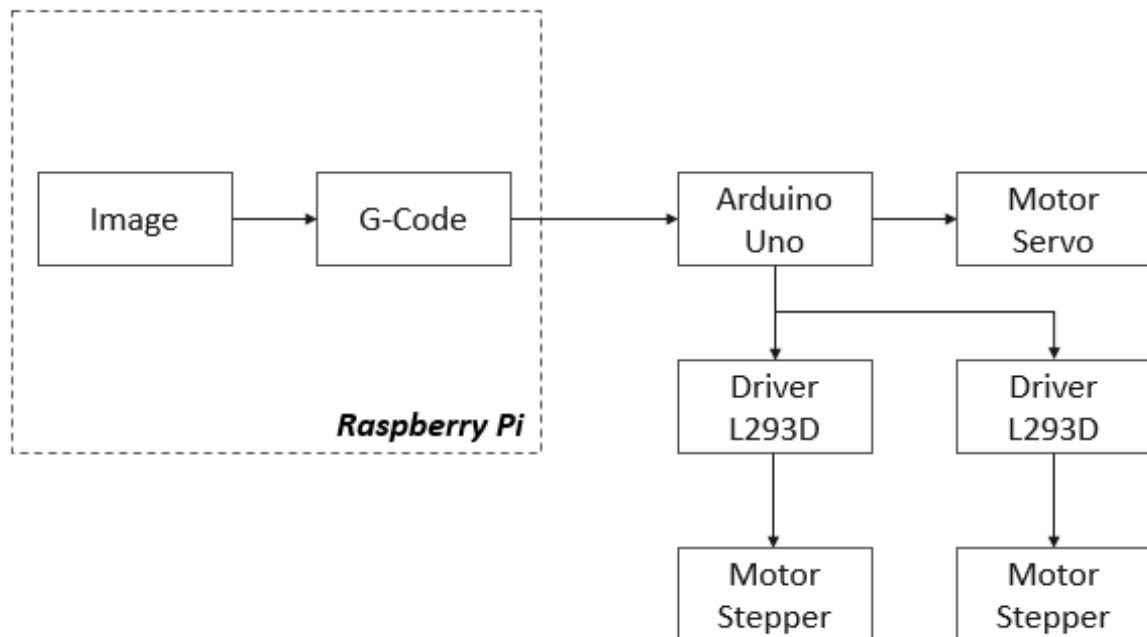 Image
G-Code
Arduino
Uno
Motor
Servo
Driver
L293D
Driver
L293D
Raspberry Pi
Motor
Stepper
Motor
Stepper